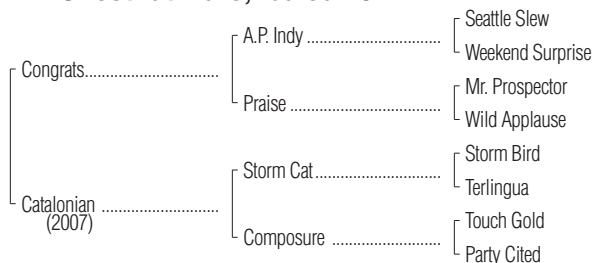 Seattle Slew
A.P. Indy
Weekend Surprise
Congrats
Mr. Prospector
Praise
Wild Applause
Storm Bird
Storm Cat
Terlingua
Catalonian
(2007)
Touch Gold
Composure
Party Cited